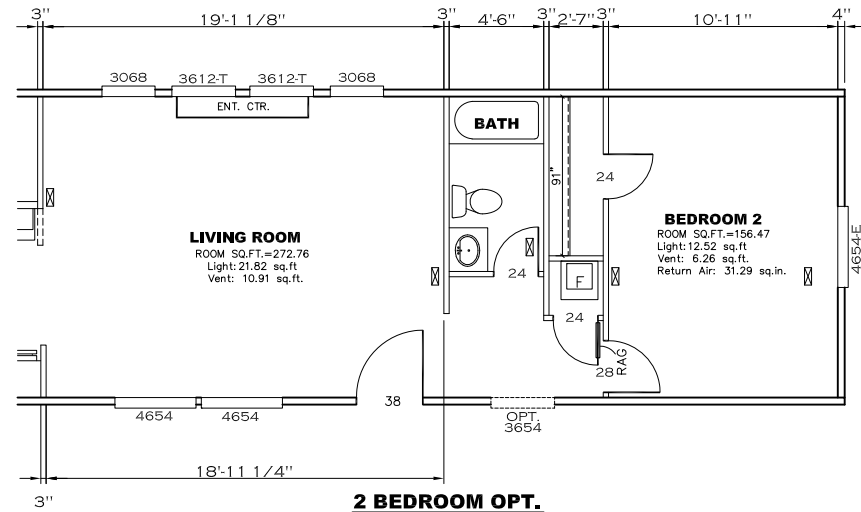 3" 19'-1 1/8" 3" 4'-6" 3" 2'-7" 3" 10'-11" 4"
3068 3612-T 3612-T 3068
ENT. CTR.
BATH
91"
24
LIVING ROOM
ROOM SQ.FT.=272.76
Light: 21.82 sq.ft
Vent: 10.91 sq.ft.
BEDROOM 2
ROOM SQ.FT.=156.47
Light: 12.52 sq.ft
Vent: 6.26 sq.ft.
Return Air: 31.29 sq.in.
4654-E
24
F
24
28
RAG
38
4654 4654
OPT.
3654
18'-11 1/4"
3"
2 BEDROOM OPT.